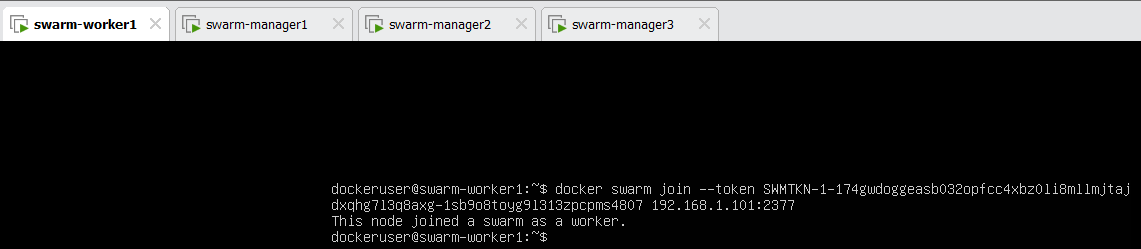 swarm-worker1 swarm-manager1 swarm-manager2 swarm-manager3
dockeruser@swarm-worker1:~$ docker swarm join --token SWMTKN-1-174gwdoggeasb032opfcc4xbz0li8mllmjtaj
dxqhg7l3q8axg-1sb9o8toyg9l313zpcpms4807 192.168.1.101:2377
This node joined a swarm as a worker.
dockeruser@swarm-worker1:~$